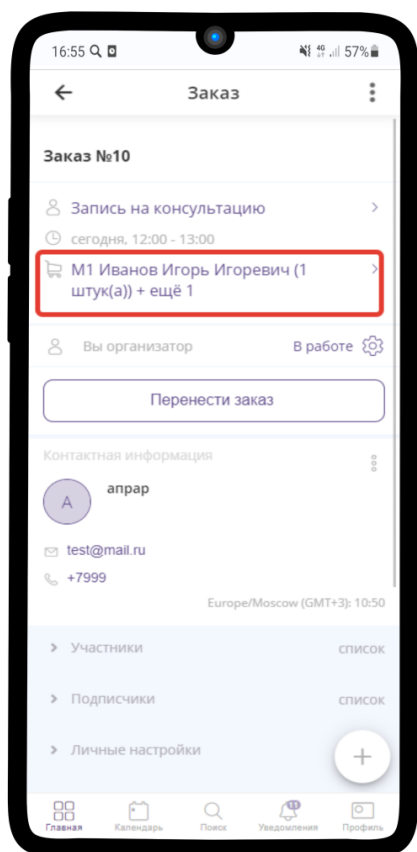 16:55 4G 57%
Заказ
Заказ №10
Запись на консультацию
сегодня, 12:00 - 13:00
М1 Иванов Игорь Игоревич (1
штук(а)) + ещё 1
Вы организатор В работе
Перенести заказ
Контактная информация
А
апрар
test@mail.ru
+7999
Europe/Moscow (GMT+3): 10:50
Участники список
Подписчики список
Личные настройки
+
Главная Календарь Поиск Уведомления Профиль